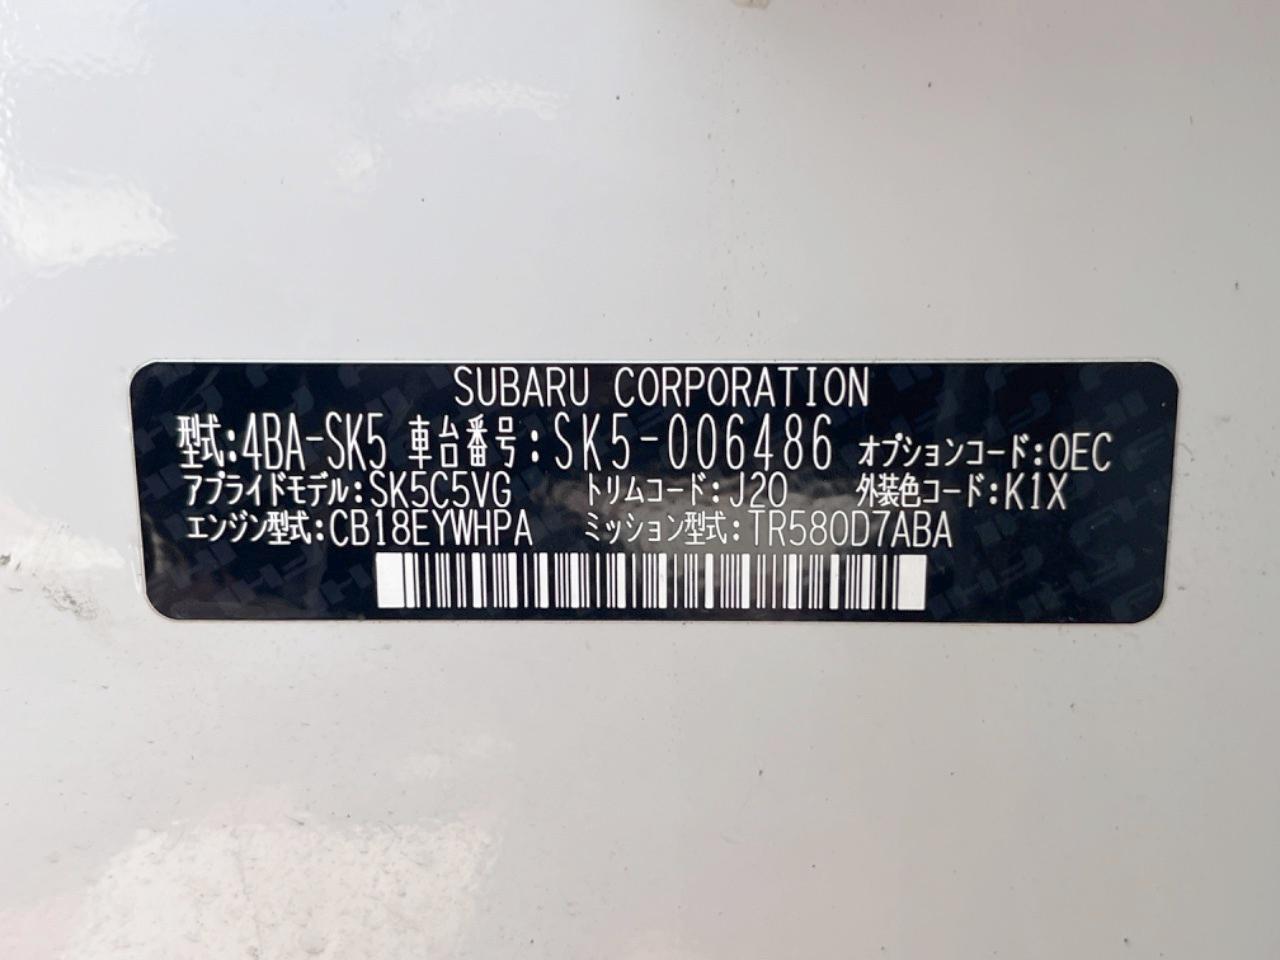 SUBARU CORPORATION
型式:4BA-SK5 車台番号:SK5-006486 オプションコード:OEC
アプライドモデル:SK5C5VG トリムコード:J20 外装色コード:K1X
エンジン型式:CB18EYWHPA ミッション型式:TR580D7ABA